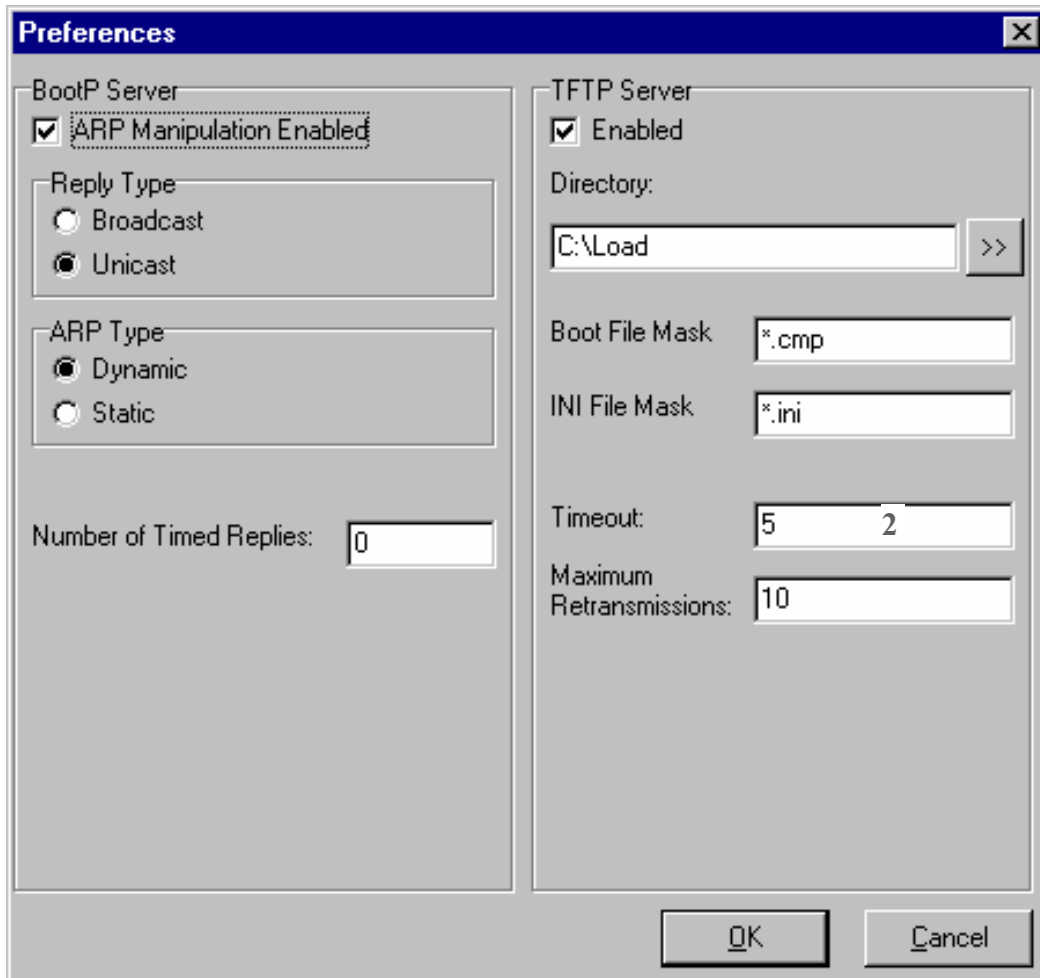 Preferences
BootP Server
ARP Manipulation Enabled
Reply Type
Broadcast
Unicast
ARP Type
Dynamic
Static
Number of Timed Replies: 0
TFTP Server
Enabled
Directory:
C:\Load >>
Boot File Mask *.cmp
INI File Mask *.ini
Timeout: 5 2
Maximum
Retransmissions: 10
OK Cancel